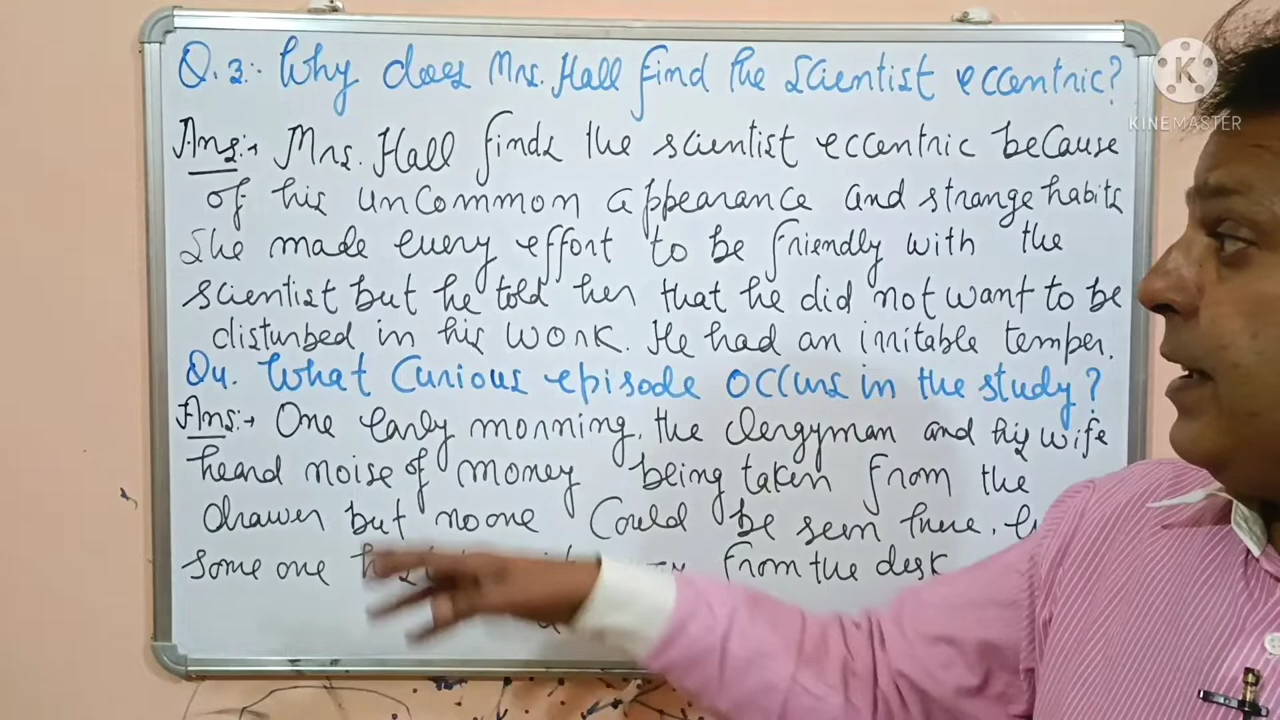 Q.3:- Why does Mrs. Hall find the scientist eccentric?
Ans:- Mrs. Hall finds the scientist eccentric because
of his uncommon appearance and strange habits
She made every effort to be friendly with the
scientist but he told her that he did not want to be
disturbed in his work. He had an irritable temper.
Q4. What Curious episode occurs in the study?
Ans:- One early morning, the clergyman and his wife
heard noise of money being taken from the
drawer but no one Could be seen there.
some one from the desk
K
KINEMASTER